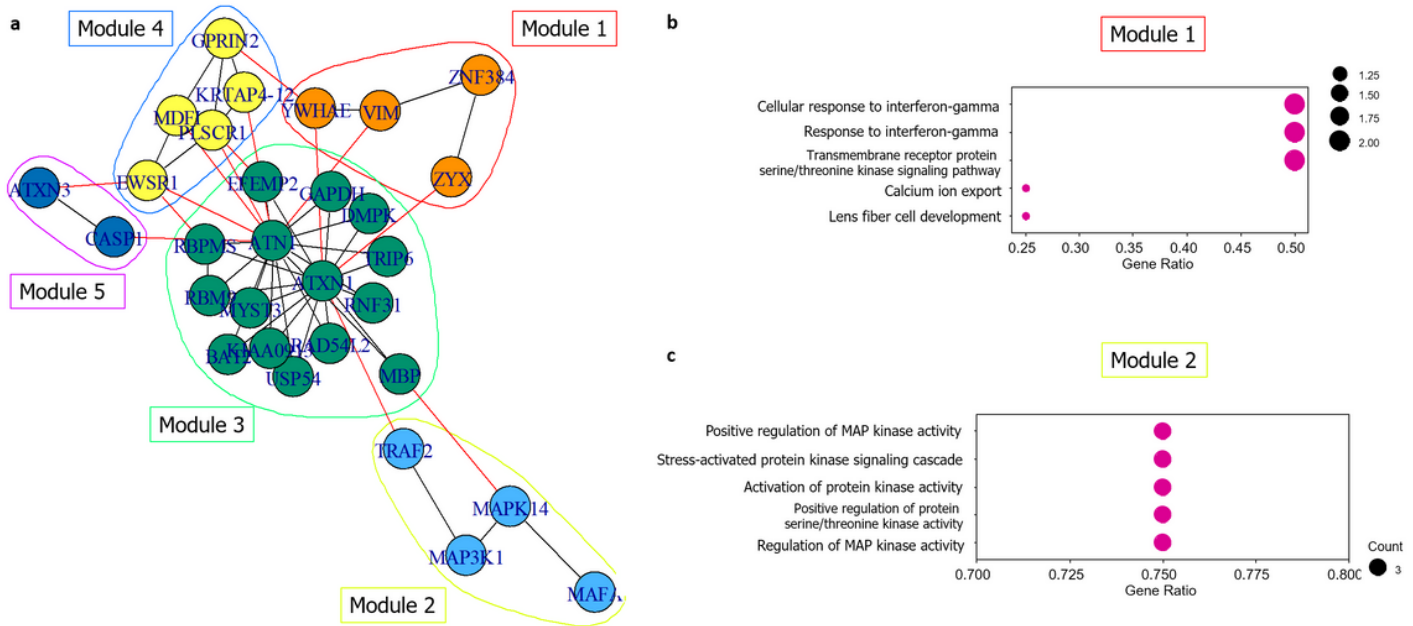 a
Module 4
Module 1
GPRIN2
ZNF384
KRTAP4-12
YWHAE
VIM
MDFI
PLSCR1
ATXN3
EWSR1
EFEMP2
GAPDH
ZYX
DMPK
CASP1
RBPMS
ATN1
TRIP6
ATXN1
Module 5
RBM9
MYST3
RNF31
BAT2
KIAA0913
RAD54L2
USP54
MBP
Module 3
TRAF2
MAPK14
MAP3K1
MAFA
Module 2
b
Module 1
Cellular response to interferon-gamma
Response to interferon-gamma
Transmembrane receptor protein
serine/threonine kinase signaling pathway
Calcium ion export
Lens fiber cell development
0.25 0.30 0.35 0.40 0.45 0.50
Gene Ratio
1.25
1.50
1.75
2.00
c
Module 2
Positive regulation of MAP kinase activity
Stress-activated protein kinase signaling cascade
Activation of protein kinase activity
Positive regulation of protein
serine/threonine kinase activity
Regulation of MAP kinase activity
0.700 0.725 0.750 0.775 0.800
Gene Ratio
Count
3